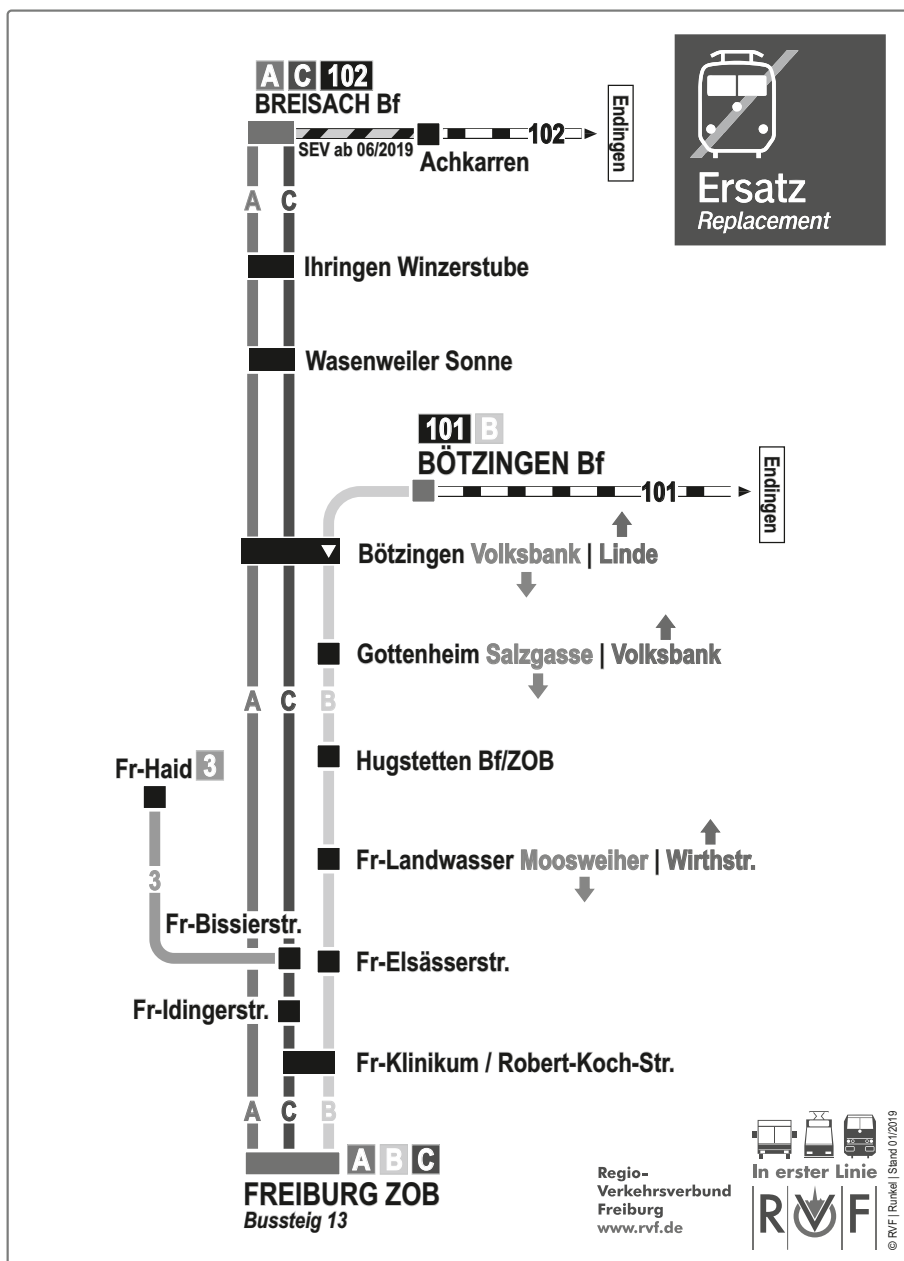 A C 102
BREISACH Bf
SEV ab 06/2019
Achkarren
102
Endingen
Ersatz
Replacement
A C
Ihringen Winzerstube
Wasenweiler Sonne
101 B
BÖTZINGEN Bf
101
Endingen
Bötzingen Volksbank | Linde
Gottenheim Salzgasse | Volksbank
A C B
Hugstetten Bf/ZOB
Fr-Haid 3
Fr-Landwasser Moosweiher | Wirthstr.
3
Fr-Bissierstr.
Fr-Elsässerstr.
Fr-Idingerstr.
Fr-Klinikum / Robert-Koch-Str.
A C B
A B C
FREIBURG ZOB
Bussteig 13
Regio-
Verkehrsverbund
Freiburg
www.rvf.de
In erster Linie
RVF
© RVF | Runkel | Stand 01/2019